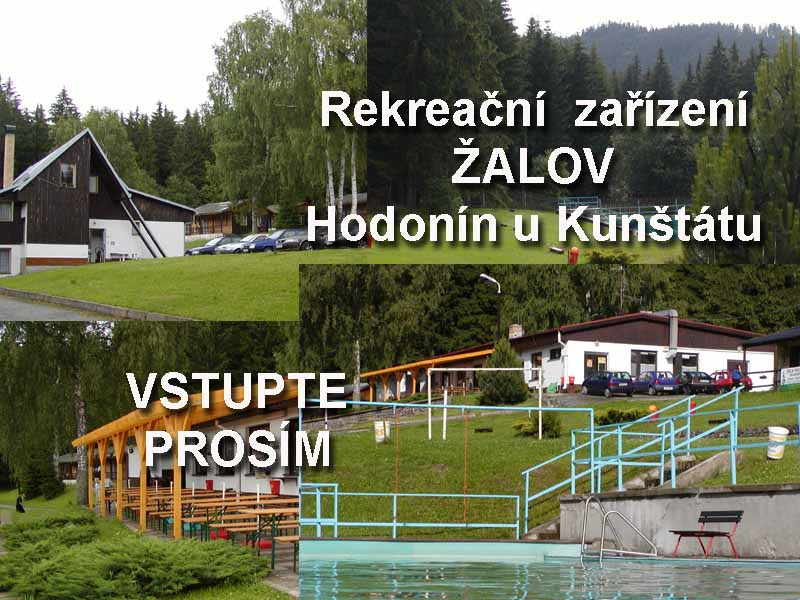 Rekreační zařízení
ŽALOV
Hodonín u Kunštátu
VSTUPTE
PROSÍM